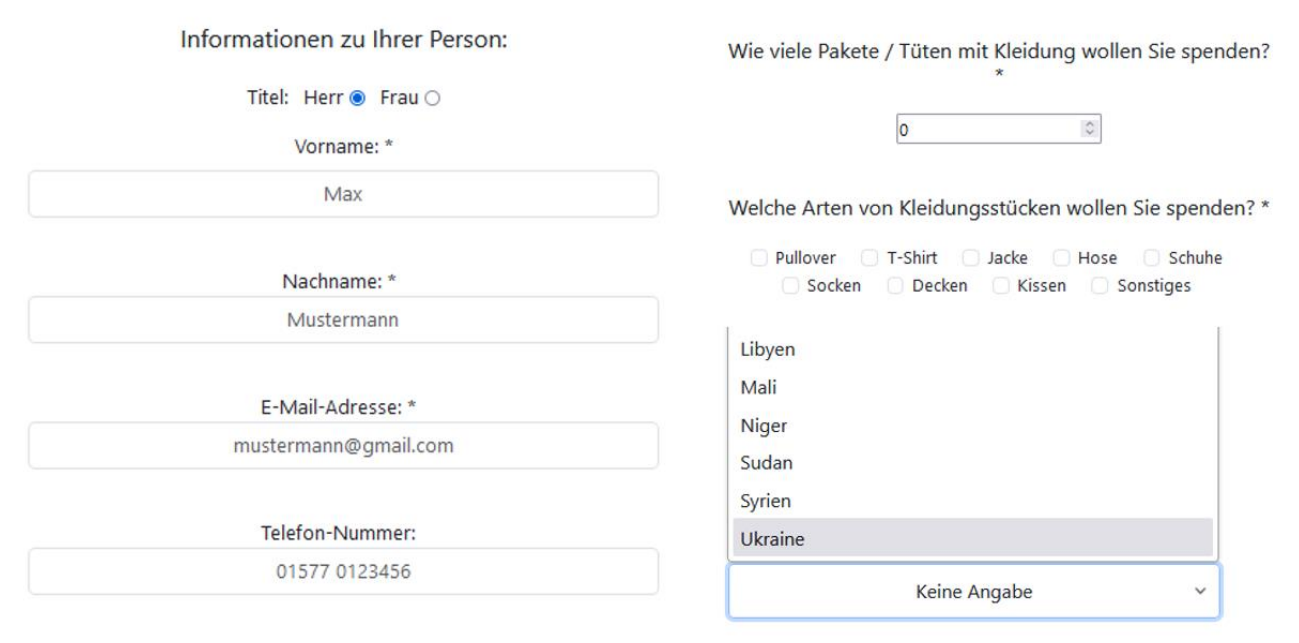 Informationen zu Ihrer Person:
Titel: Herr Frau
Vorname: *
Max
Nachname: *
Mustermann
E-Mail-Adresse: *
mustermann@gmail.com
Telefon-Nummer:
01577 0123456
Wie viele Pakete / Tüten mit Kleidung wollen Sie spenden?
*
0
Welche Arten von Kleidungsstücken wollen Sie spenden? *
Pullover T-Shirt Jacke Hose Schuhe
Socken Decken Kissen Sonstiges
Libyen
Mali
Niger
Sudan
Syrien
Ukraine
Keine Angabe